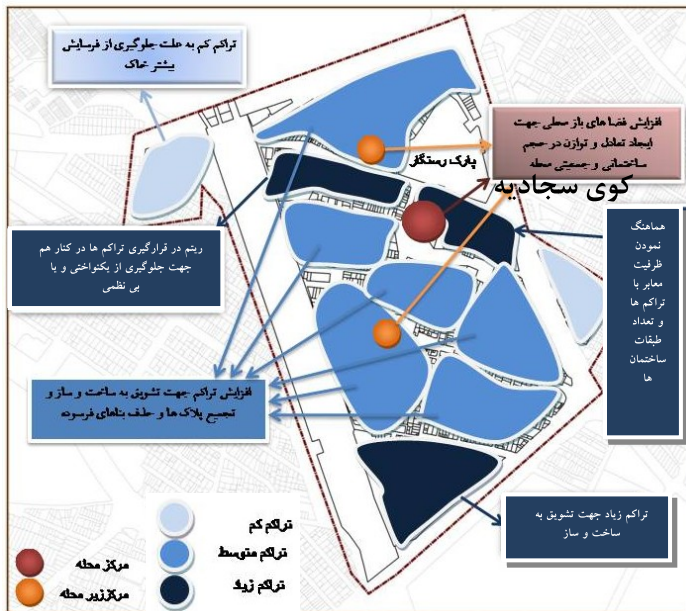 تراکم کم به علت جلوگیری از فرسایش
بیشتر خاک
افزایش فضا های باز محلی جهت
ایجاد تعادل و توازن در حجم
ساختمانی و جمعیتی محله
پارک رستگار
کوی سجادیه
ریتم در قرارگیری تراکم ها در کنار هم
جهت جلوگیری از یکنواختی و یا
بی نظمی
هماهنگ
نمودن
ظرفیت
معابر با
تراکم ها
و تعداد
طبقات
ساختمان
ها
افزایش تراکم جهت تشویق به ساخت و ساز و
تجمیع پلاک ها و حذف بناهای فرسوده
تراکم زیاد جهت تشویق به
ساخت و ساز
تراکم کم
تراکم متوسط
تراکم زیاد
مرکز محله
مرکز زیر محله